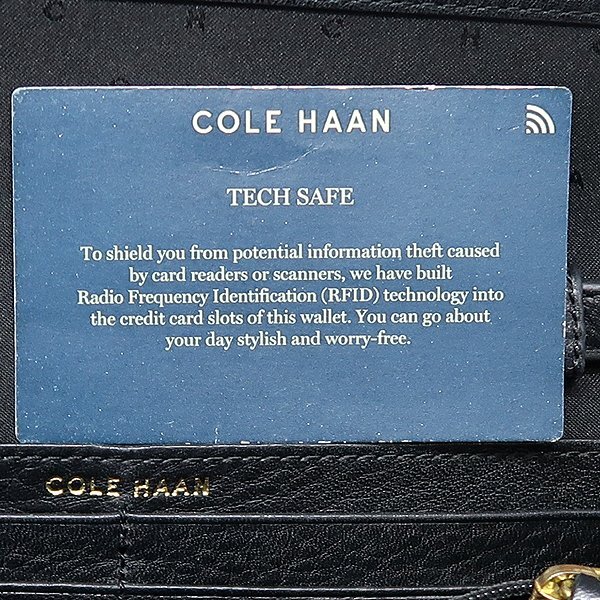 COLE HAAN
TECH SAFE
To shield you from potential information theft caused
by card readers or scanners, we have built
Radio Frequency Identification (RFID) technology into
the credit card slots of this wallet. You can go about
your day stylish and worry-free.
COLE HAAN